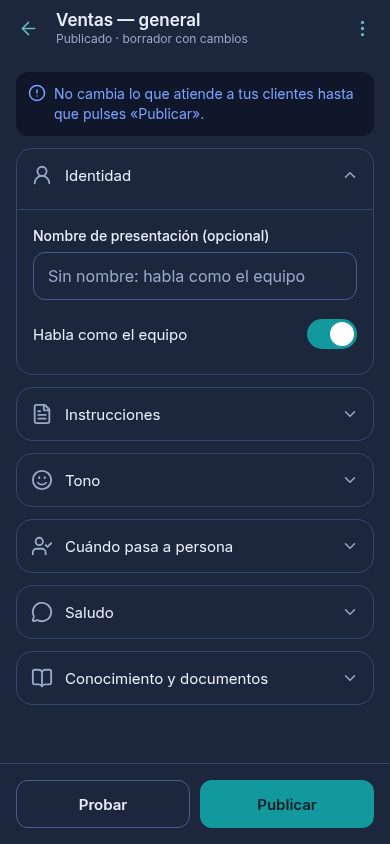 Ventas — general
Publicado · borrador con cambios
No cambia lo que atiende a tus clientes hasta
que pulses «Publicar».
Identidad
Nombre de presentación (opcional)
Sin nombre: habla como el equipo
Habla como el equipo
Instrucciones
Tono
Cuándo pasa a persona
Saludo
Conocimiento y documentos
Probar
Publicar